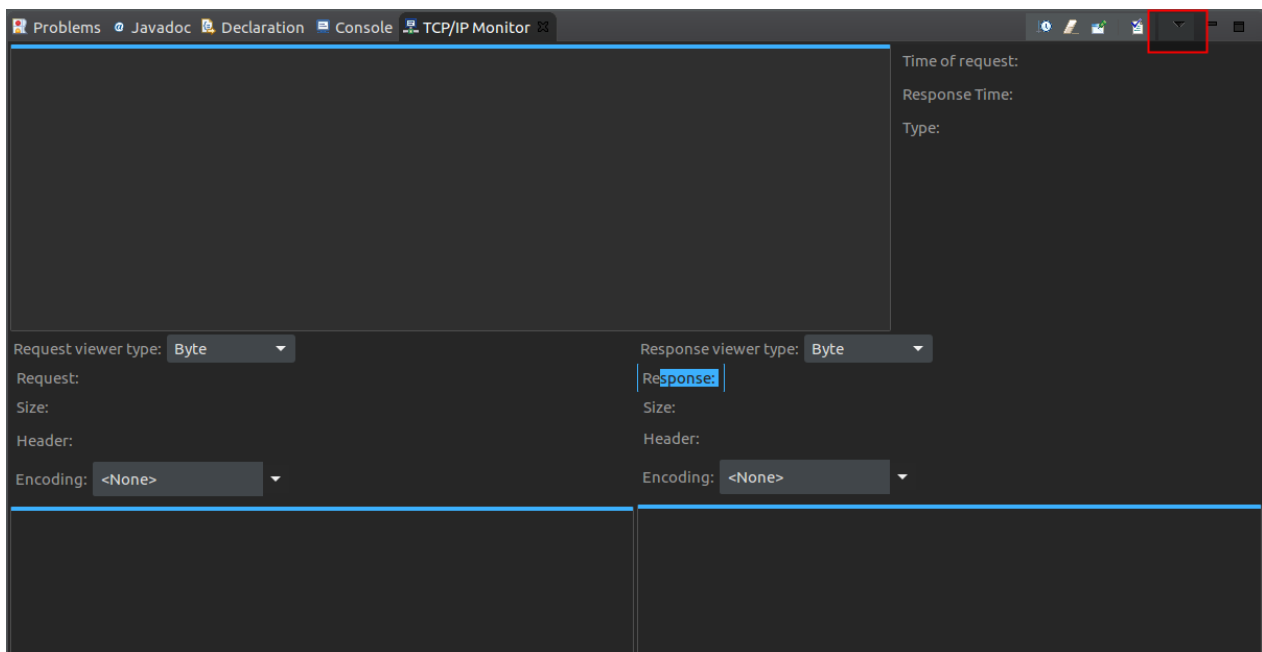 Problems @ Javadoc Declaration Console TCP/IP Monitor
Time of request:
Response Time:
Type:
Request viewer type: Byte
Response viewer type: Byte
Request:
Response:
Size:
Size:
Header:
Header:
Encoding: <None>
Encoding: <None>